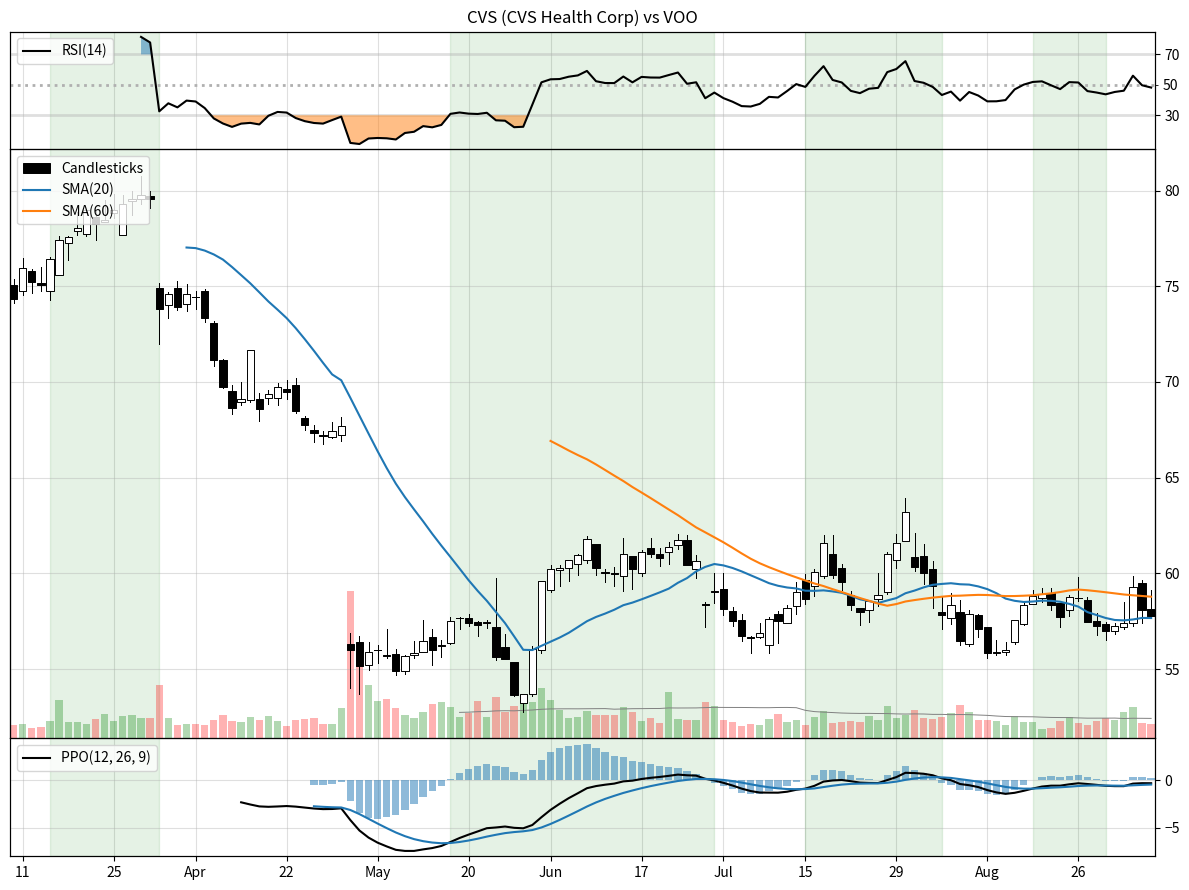 CVS (CVS Health Corp) vs VOO
RSI(14)
70
50
30
Candlesticks
SMA(20)
SMA(60)
80
75
70
65
60
55
PPO(12, 26, 9)
0
−5
11 25 Apr 22 May 20 Jun 17 Jul 15 29 Aug 26